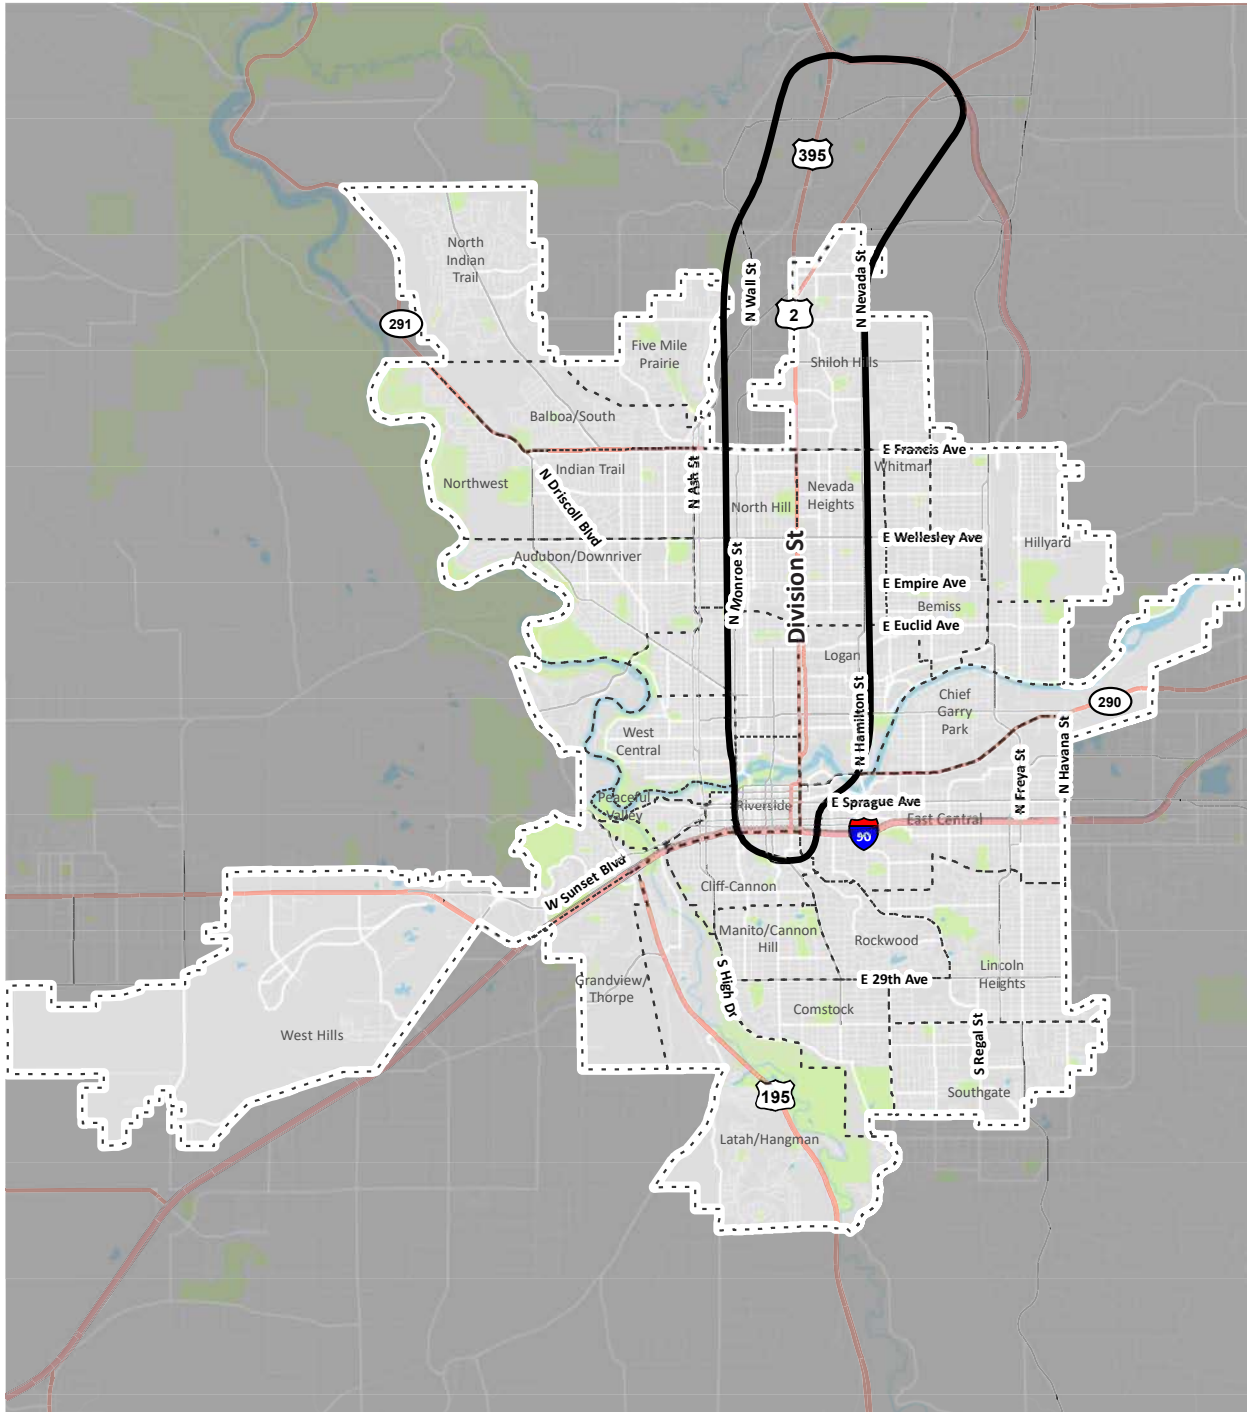 395
North
Indian
Trail
N Wall St
N Nevada St
2
291
Five Mile
Prairie
Shiloh Hills
Balboa/South
E Francis Ave
Whitman
Indian Trail
N Ash St
Northwest
N Driscoll Blvd
Nevada
Heights
North Hill
Division St
E Wellesley Ave
Hillyard
Audubon/Downriver
N Monroe St
E Empire Ave
Bemiss
E Euclid Ave
Logan
Chief
Garry
Park
290
N Hamilton St
West
Central
N Havana St
N Freya St
Peaceful
Valley
Riverside
E Sprague Ave
East Central
90
W Sunset Blvd
Cliff-Cannon
Manito/Cannon
Hill
Rockwood
Lincoln
Heights
E 29th Ave
S High Dr
Grandview/
Thorpe
Comstock
West Hills
S Regal St
Southgate
195
Latah/Hangman